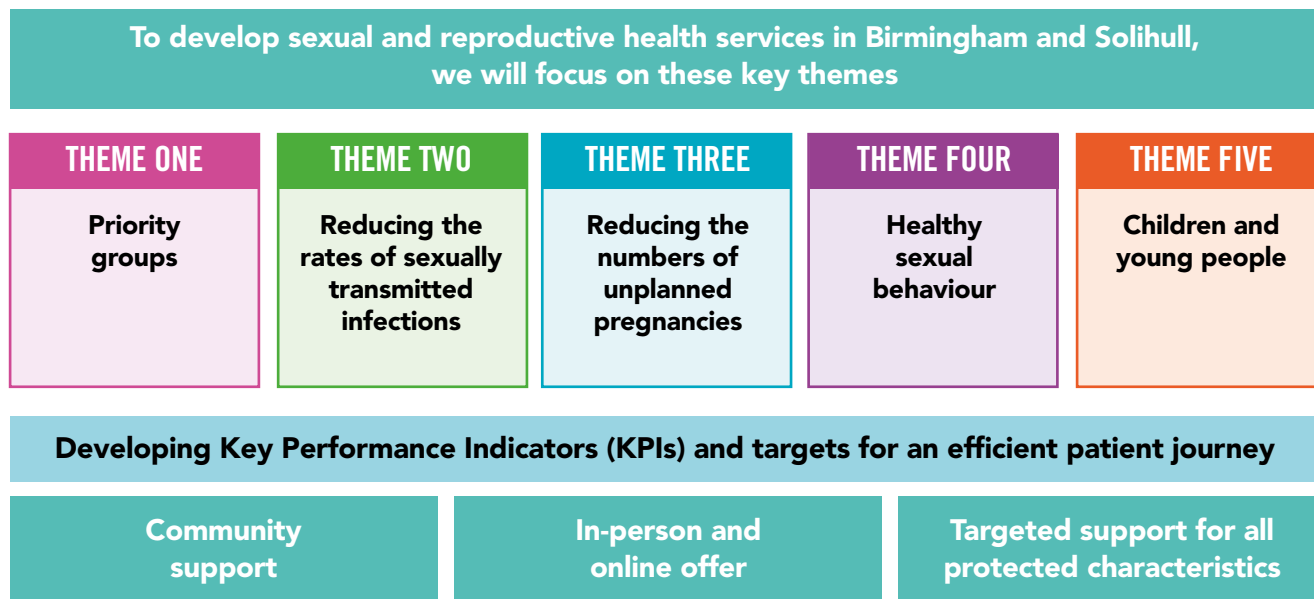 To develop sexual and reproductive health services in Birmingham and Solihull,
we will focus on these key themes
THEME ONE
Priority
groups
THEME TWO
Reducing the
rates of sexually
transmitted
infections
THEME THREE
Reducing the
numbers of
unplanned
pregnancies
THEME FOUR
Healthy
sexual
behaviour
THEME FIVE
Children and
young people
Developing Key Performance Indicators (KPIs) and targets for an efficient patient journey
Community
support
In-person and
online offer
Targeted support for all
protected characteristics